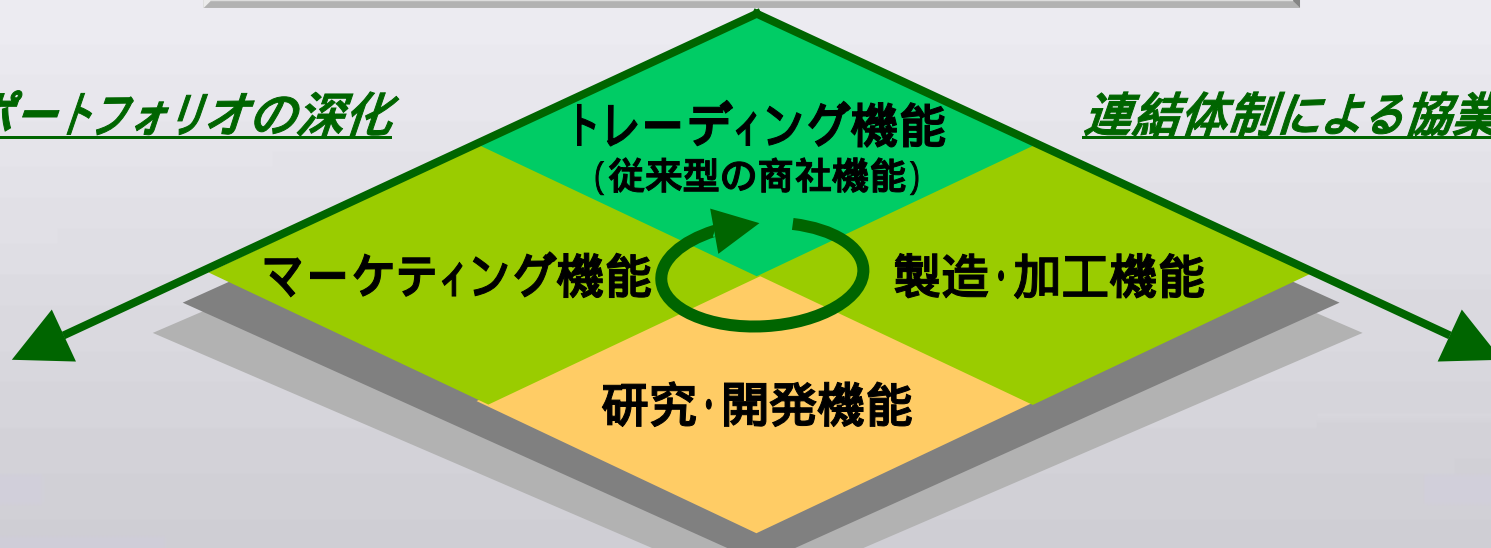 ポートフォリオの深化
連結体制による協業
トレーディング機能
(従来型の商社機能)
マーケティング機能
製造・加工機能
研究・開発機能